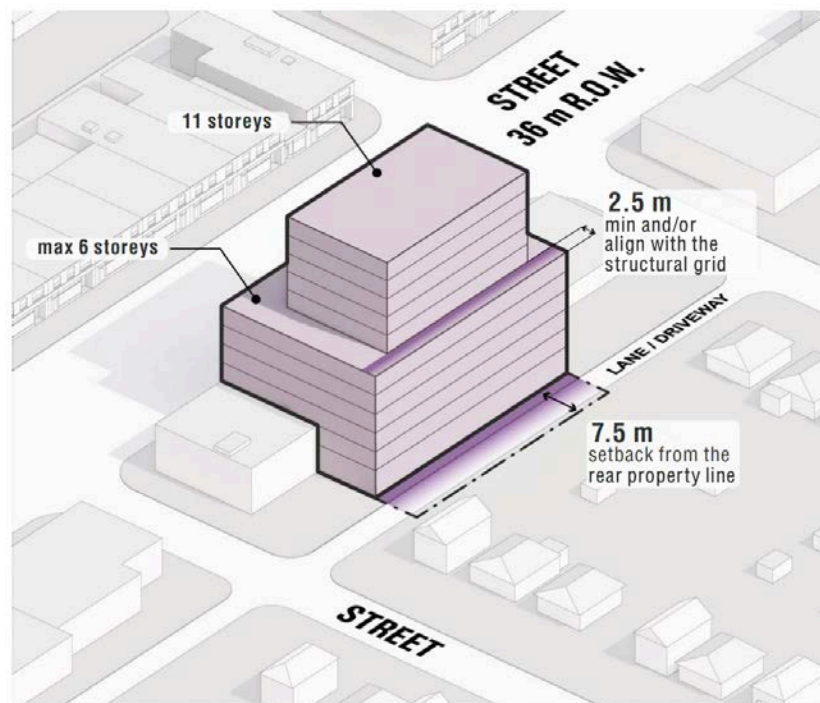 STREET
36 m R.O.W.
11 storeys
max 6 storeys
2.5 m
min and/or
align with the
structural grid
LANE / DRIVEWAY
7.5 m
setback from the
rear property line
STREET